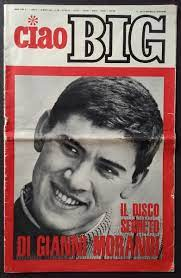 ciao BIG
IL DISCO
SEGRETO
DI GIANNI MORANDI